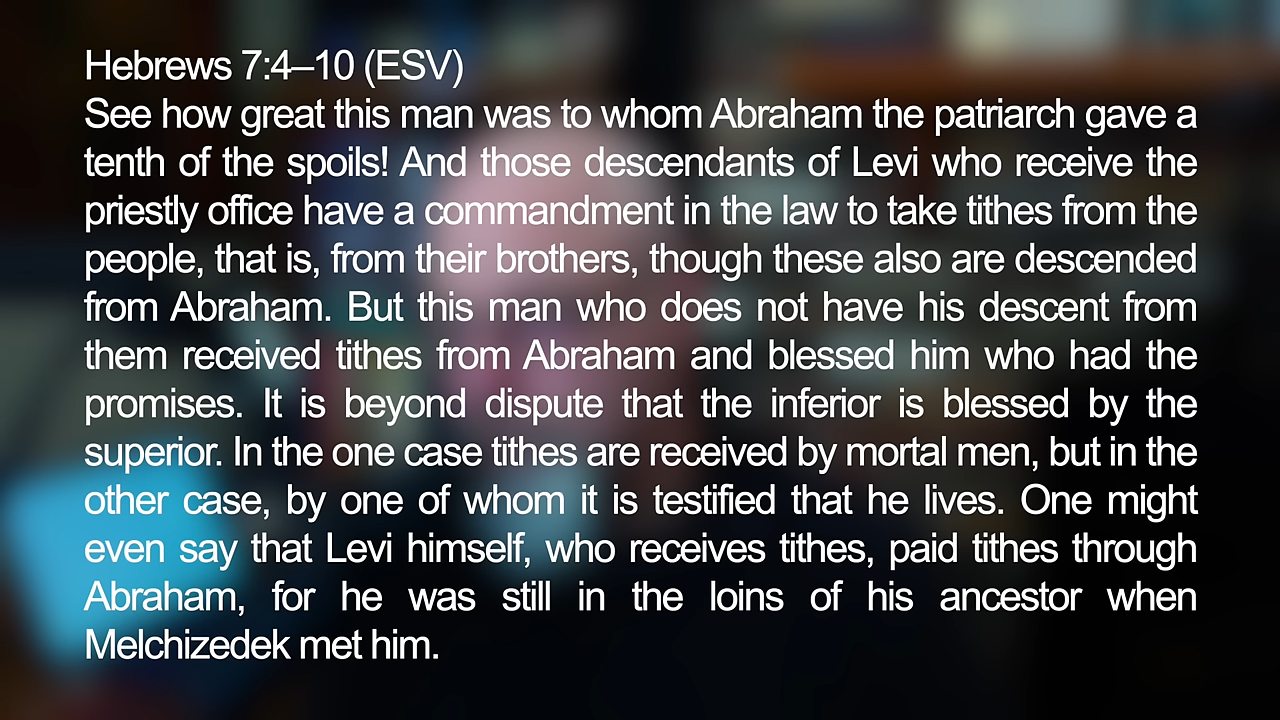 Hebrews 7:4–10 (ESV)
See how great this man was to whom Abraham the patriarch gave a
tenth of the spoils! And those descendants of Levi who receive the
priestly office have a commandment in the law to take tithes from the
people, that is, from their brothers, though these also are descended
from Abraham. But this man who does not have his descent from
them received tithes from Abraham and blessed him who had the
promises. It is beyond dispute that the inferior is blessed by the
superior. In the one case tithes are received by mortal men, but in the
other case, by one of whom it is testified that he lives. One might
even say that Levi himself, who receives tithes, paid tithes through
Abraham, for he was still in the loins of his ancestor when
Melchizedek met him.